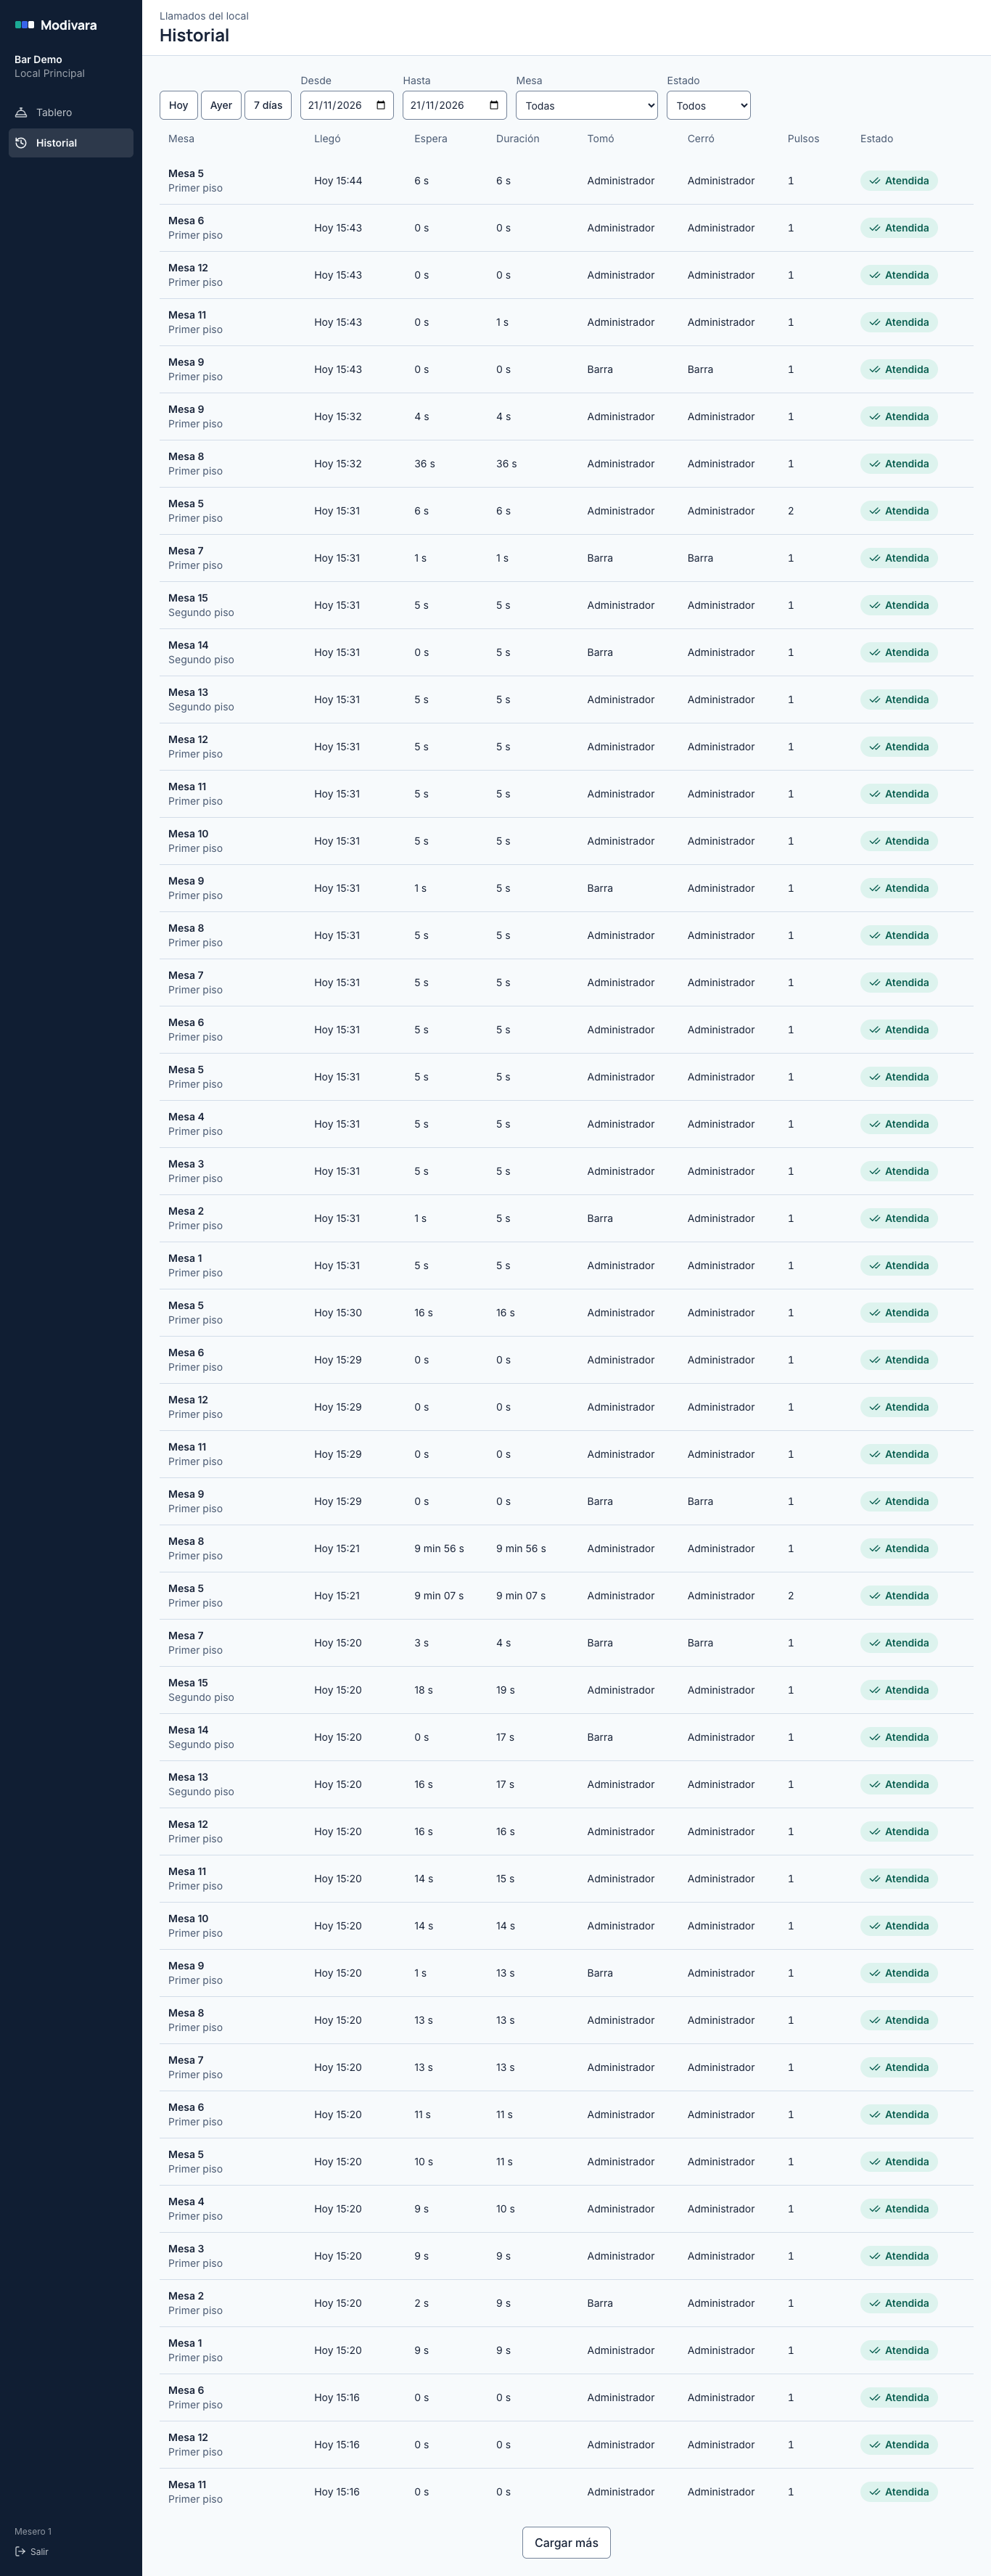 Modivara
Bar Demo
Local Principal
Tablero
Historial
Llamados del local
Historial
Hoy Ayer 7 días
Desde Hasta Mesa Estado
21/11/2026 21/11/2026 Todas Todos
Mesa Llegó Espera Duración Tomó Cerró Pulsos Estado
Mesa 5
Primer piso
Hoy 15:44 6 s 6 s Administrador Administrador 1 Atendida
Mesa 6
Primer piso
Hoy 15:43 0 s 0 s Administrador Administrador 1 Atendida
Mesa 12
Primer piso
Hoy 15:43 0 s 0 s Administrador Administrador 1 Atendida
Mesa 11
Primer piso
Hoy 15:43 0 s 1 s Administrador Administrador 1 Atendida
Mesa 9
Primer piso
Hoy 15:43 0 s 0 s Barra Barra 1 Atendida
Mesa 9
Primer piso
Hoy 15:32 4 s 4 s Administrador Administrador 1 Atendida
Mesa 8
Primer piso
Hoy 15:32 36 s 36 s Administrador Administrador 1 Atendida
Mesa 5
Primer piso
Hoy 15:31 6 s 6 s Administrador Administrador 2 Atendida
Mesa 7
Primer piso
Hoy 15:31 1 s 1 s Barra Barra 1 Atendida
Mesa 15
Segundo piso
Hoy 15:31 5 s 5 s Administrador Administrador 1 Atendida
Mesa 14
Segundo piso
Hoy 15:31 0 s 5 s Barra Administrador 1 Atendida
Mesa 13
Segundo piso
Hoy 15:31 5 s 5 s Administrador Administrador 1 Atendida
Mesa 12
Primer piso
Hoy 15:31 5 s 5 s Administrador Administrador 1 Atendida
Mesa 11
Primer piso
Hoy 15:31 5 s 5 s Administrador Administrador 1 Atendida
Mesa 10
Primer piso
Hoy 15:31 5 s 5 s Administrador Administrador 1 Atendida
Mesa 9
Primer piso
Hoy 15:31 1 s 5 s Barra Administrador 1 Atendida
Mesa 8
Primer piso
Hoy 15:31 5 s 5 s Administrador Administrador 1 Atendida
Mesa 7
Primer piso
Hoy 15:31 5 s 5 s Administrador Administrador 1 Atendida
Mesa 6
Primer piso
Hoy 15:31 5 s 5 s Administrador Administrador 1 Atendida
Mesa 5
Primer piso
Hoy 15:31 5 s 5 s Administrador Administrador 1 Atendida
Mesa 4
Primer piso
Hoy 15:31 5 s 5 s Administrador Administrador 1 Atendida
Mesa 3
Primer piso
Hoy 15:31 5 s 5 s Administrador Administrador 1 Atendida
Mesa 2
Primer piso
Hoy 15:31 1 s 5 s Barra Administrador 1 Atendida
Mesa 1
Primer piso
Hoy 15:31 5 s 5 s Administrador Administrador 1 Atendida
Mesa 5
Primer piso
Hoy 15:30 16 s 16 s Administrador Administrador 1 Atendida
Mesa 6
Primer piso
Hoy 15:29 0 s 0 s Administrador Administrador 1 Atendida
Mesa 12
Primer piso
Hoy 15:29 0 s 0 s Administrador Administrador 1 Atendida
Mesa 11
Primer piso
Hoy 15:29 0 s 0 s Administrador Administrador 1 Atendida
Mesa 9
Primer piso
Hoy 15:29 0 s 0 s Barra Barra 1 Atendida
Mesa 8
Primer piso
Hoy 15:21 9 min 56 s 9 min 56 s Administrador Administrador 1 Atendida
Mesa 5
Primer piso
Hoy 15:21 9 min 07 s 9 min 07 s Administrador Administrador 2 Atendida
Mesa 7
Primer piso
Hoy 15:20 3 s 4 s Barra Barra 1 Atendida
Mesa 15
Segundo piso
Hoy 15:20 18 s 19 s Administrador Administrador 1 Atendida
Mesa 14
Segundo piso
Hoy 15:20 0 s 17 s Barra Administrador 1 Atendida
Mesa 13
Segundo piso
Hoy 15:20 16 s 17 s Administrador Administrador 1 Atendida
Mesa 12
Primer piso
Hoy 15:20 16 s 16 s Administrador Administrador 1 Atendida
Mesa 11
Primer piso
Hoy 15:20 14 s 15 s Administrador Administrador 1 Atendida
Mesa 10
Primer piso
Hoy 15:20 14 s 14 s Administrador Administrador 1 Atendida
Mesa 9
Primer piso
Hoy 15:20 1 s 13 s Barra Administrador 1 Atendida
Mesa 8
Primer piso
Hoy 15:20 13 s 13 s Administrador Administrador 1 Atendida
Mesa 7
Primer piso
Hoy 15:20 13 s 13 s Administrador Administrador 1 Atendida
Mesa 6
Primer piso
Hoy 15:20 11 s 11 s Administrador Administrador 1 Atendida
Mesa 5
Primer piso
Hoy 15:20 10 s 11 s Administrador Administrador 1 Atendida
Mesa 4
Primer piso
Hoy 15:20 9 s 10 s Administrador Administrador 1 Atendida
Mesa 3
Primer piso
Hoy 15:20 9 s 9 s Administrador Administrador 1 Atendida
Mesa 2
Primer piso
Hoy 15:20 2 s 9 s Barra Administrador 1 Atendida
Mesa 1
Primer piso
Hoy 15:20 9 s 9 s Administrador Administrador 1 Atendida
Mesa 6
Primer piso
Hoy 15:16 0 s 0 s Administrador Administrador 1 Atendida
Mesa 12
Primer piso
Hoy 15:16 0 s 0 s Administrador Administrador 1 Atendida
Mesa 11
Primer piso
Hoy 15:16 0 s 0 s Administrador Administrador 1 Atendida
Cargar más
Mesero 1
Salir